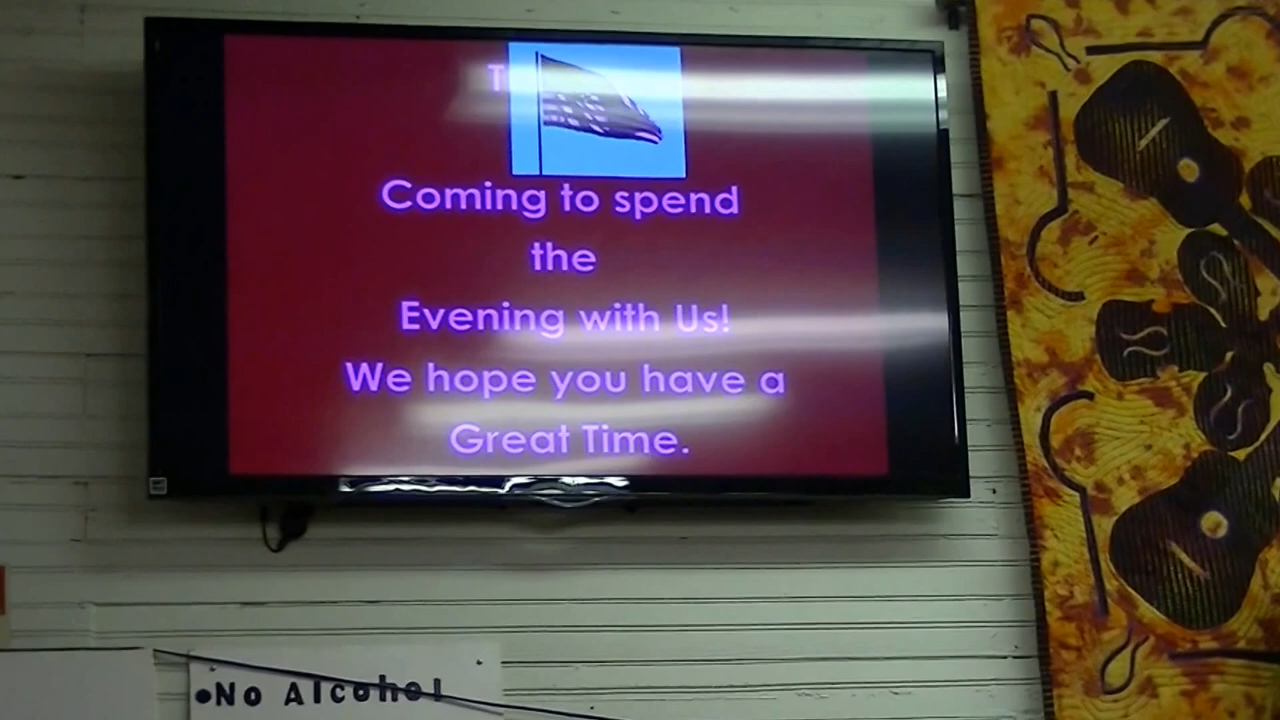 Coming to spend
the
Evening with Us!
We hope you have a
Great Time.
•No Alcohol